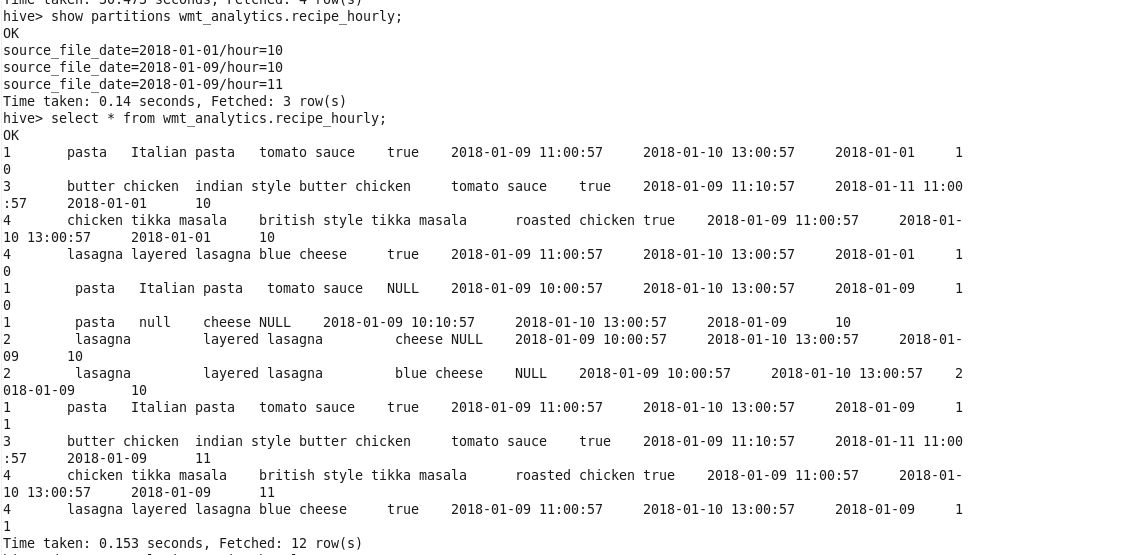 Time taken: 30.473 seconds, Fetched: 4 row(s)
hive> show partitions wmt_analytics.recipe_hourly;
OK
source_file_date=2018-01-01/hour=10
source_file_date=2018-01-09/hour=10
source_file_date=2018-01-09/hour=11
Time taken: 0.14 seconds, Fetched: 3 row(s)
hive> select * from wmt_analytics.recipe_hourly;
OK
1       pasta   Italian pasta   tomato sauce    true    2018-01-09 11:00:57     2018-01-10 13:00:57     2018-01-01     1
0
3       butter chicken  indian style butter chicken     tomato sauce    true    2018-01-09 11:10:57     2018-01-11 11:00
:57     2018-01-01      10
4       chicken tikka masala    british style tikka masala      roasted chicken true    2018-01-09 11:00:57     2018-01-
10 13:00:57     2018-01-01      10
4       lasagna layered lasagna blue cheese     true    2018-01-09 11:00:57     2018-01-10 13:00:57     2018-01-01     1
0
1        pasta   Italian pasta   tomato sauce   NULL    2018-01-09 10:00:57     2018-01-10 13:00:57     2018-01-09     1
0
1        pasta   null    cheese NULL    2018-01-09 10:10:57     2018-01-10 13:00:57     2018-01-09      10
2        lasagna         layered lasagna         cheese NULL    2018-01-09 10:00:57     2018-01-10 13:00:57     2018-01-
09      10
2        lasagna         layered lasagna         blue cheese    NULL    2018-01-09 10:00:57     2018-01-10 13:00:57    2
018-01-09       10
1       pasta   Italian pasta   tomato sauce    true    2018-01-09 11:00:57     2018-01-10 13:00:57     2018-01-09     1
1
3       butter chicken  indian style butter chicken     tomato sauce    true    2018-01-09 11:10:57     2018-01-11 11:00
:57     2018-01-09      11
4       chicken tikka masala    british style tikka masala      roasted chicken true    2018-01-09 11:00:57     2018-01-
10 13:00:57     2018-01-09      11
4       lasagna layered lasagna blue cheese     true    2018-01-09 11:00:57     2018-01-10 13:00:57     2018-01-09     1
1
Time taken: 0.153 seconds, Fetched: 12 row(s)